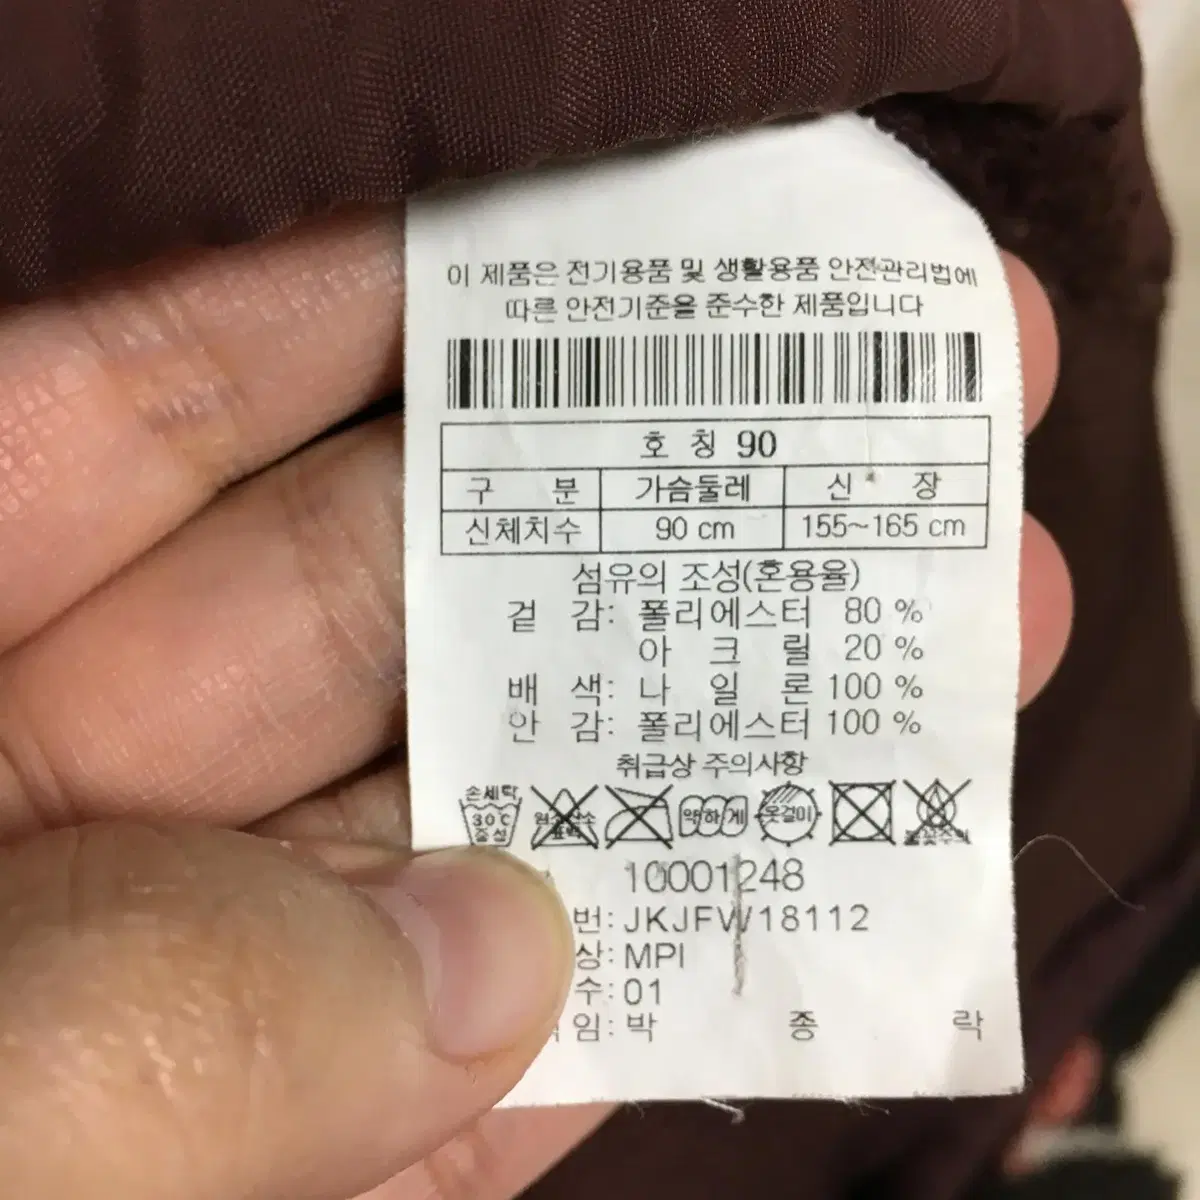 이 제품은 전기용품 및 생활용품 안전관리법에
따른 안전기준을 준수한 제품입니다
호 칭 90
구 분 가슴둘레 신 장
신체치수 90 cm 155~165 cm
섬유의 조성(혼용율)
겉 감: 폴리에스터 80 %
아 크 릴 20 %
배 색: 나 일 론 100 %
안 감: 폴리에스터 100 %
취급상 주의사항
손세탁 30℃ 중성 약하게 옷걸이
10001248
번: JKJFW18112
상: MPI
수: 01
임: 박 종 락